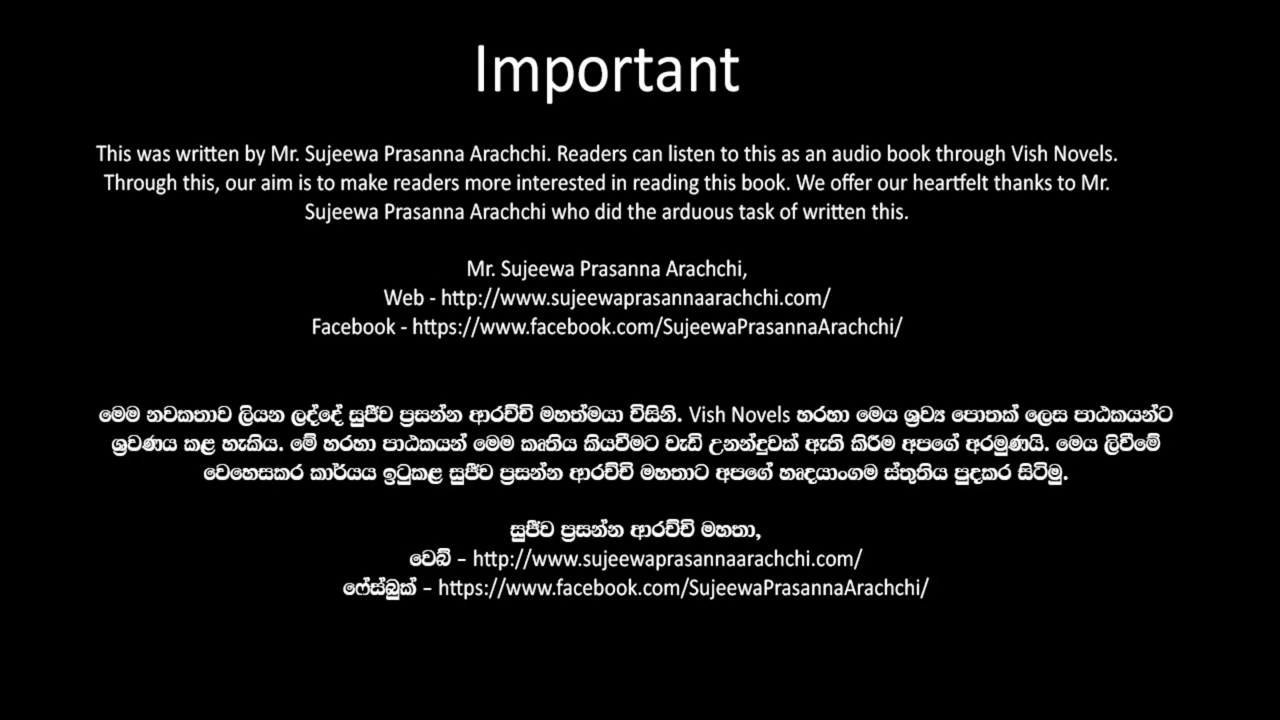 Important
This was written by Mr. Sujeewa Prasanna Arachchi. Readers can listen to this as an audio book through Vish Novels.
Through this, our aim is to make readers more interested in reading this book. We offer our heartfelt thanks to Mr.
Sujeewa Prasanna Arachchi who did the arduous task of written this.
Mr. Sujeewa Prasanna Arachchi,
Web - http://www.sujeewaprasannaarachchi.com/
Facebook - https://www.facebook.com/SujeewaPrasannaArachchi/
මෙම නවකතාව ලියන ලද්දේ සුජීව ප්‍රසන්න ආරච්චි මහත්මයා විසිනි. Vish Novels හරහා මෙය ශ්‍රව්‍ය පොතක් ලෙස පාඨකයන්ට
ශ්‍රවණය කළ හැකිය. මේ හරහා පාඨකයන් මෙම කෘතිය කියවීමට වැඩි උනන්දුවක් ඇති කිරීම අපගේ අරමුණයි. මෙය ලිවීමේ
වෙහෙසකර කාර්යය ඉටුකළ සුජීව ප්‍රසන්න ආරච්චි මහතාට අපගේ හෘදයාංගම ස්තුතිය පුදකර සිටිමු.
සුජීව ප්‍රසන්න ආරච්චි මහතා,
වෙබ් – http://www.sujeewaprasannaarachchi.com/
ෆේස්බුක් – https://www.facebook.com/SujeewaPrasannaArachchi/